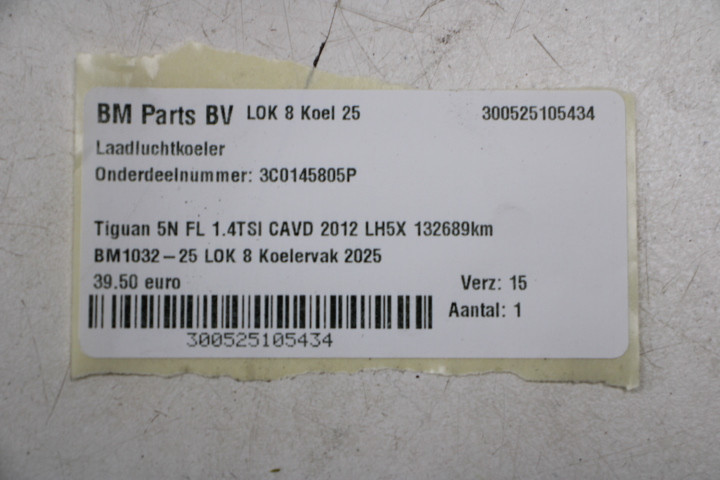 BM Parts BV LOK 8 Koel 25 300525105434
Laadluchtkoeler
Onderdeelnummer: 3C0145805P
Tiguan 5N FL 1.4TSI CAVD 2012 LH5X 132689km
BM1032-25 LOK 8 Koelervak 2025
39.50 euro Verz: 15
Aantal: 1
300525105434